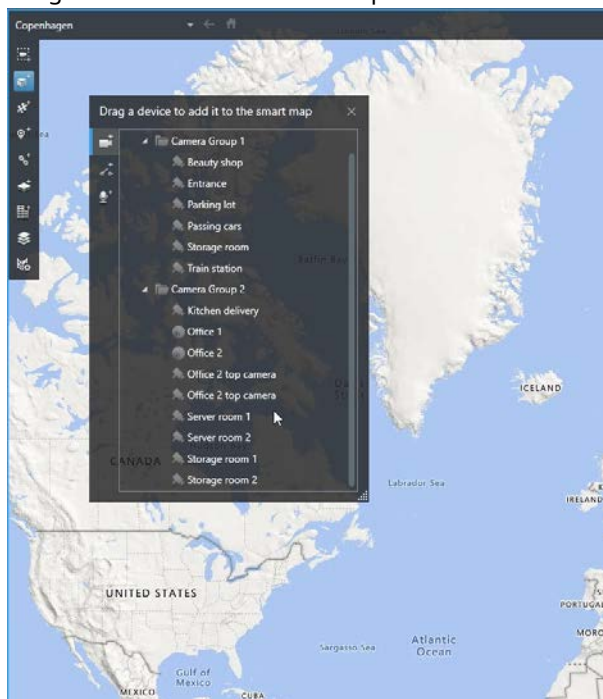 Copenhagen
Drag a device to add it to the smart map
Camera Group 1
Beauty shop
Entrance
Parking lot
Passing cars
Storage room
Train station
Camera Group 2
Kitchen delivery
Office 1
Office 2
Office 2 top camera
Office 2 top camera
Server room 1
Server room 2
Storage room 1
Storage room 2
ICELAND
CANADA
Labrador Sea
IRELAND
UNITED STATES
PORTUGAL
Sargasso Sea
Atlantic
Ocean
Gulf of
Mexico
MEXICO
CUBA